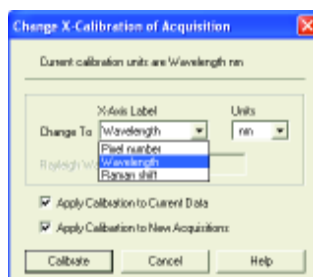 Change X-Calibration of Acquisition
Current calibration units are Wavelength nm
X-Axis Label Units
Change To Wavelength nm
Pixel number
Wavelength
Rayleigh
Raman shift
Apply Calibration to Current Data
Apply Calibration to New Acquisitions
Calibrate Cancel Help